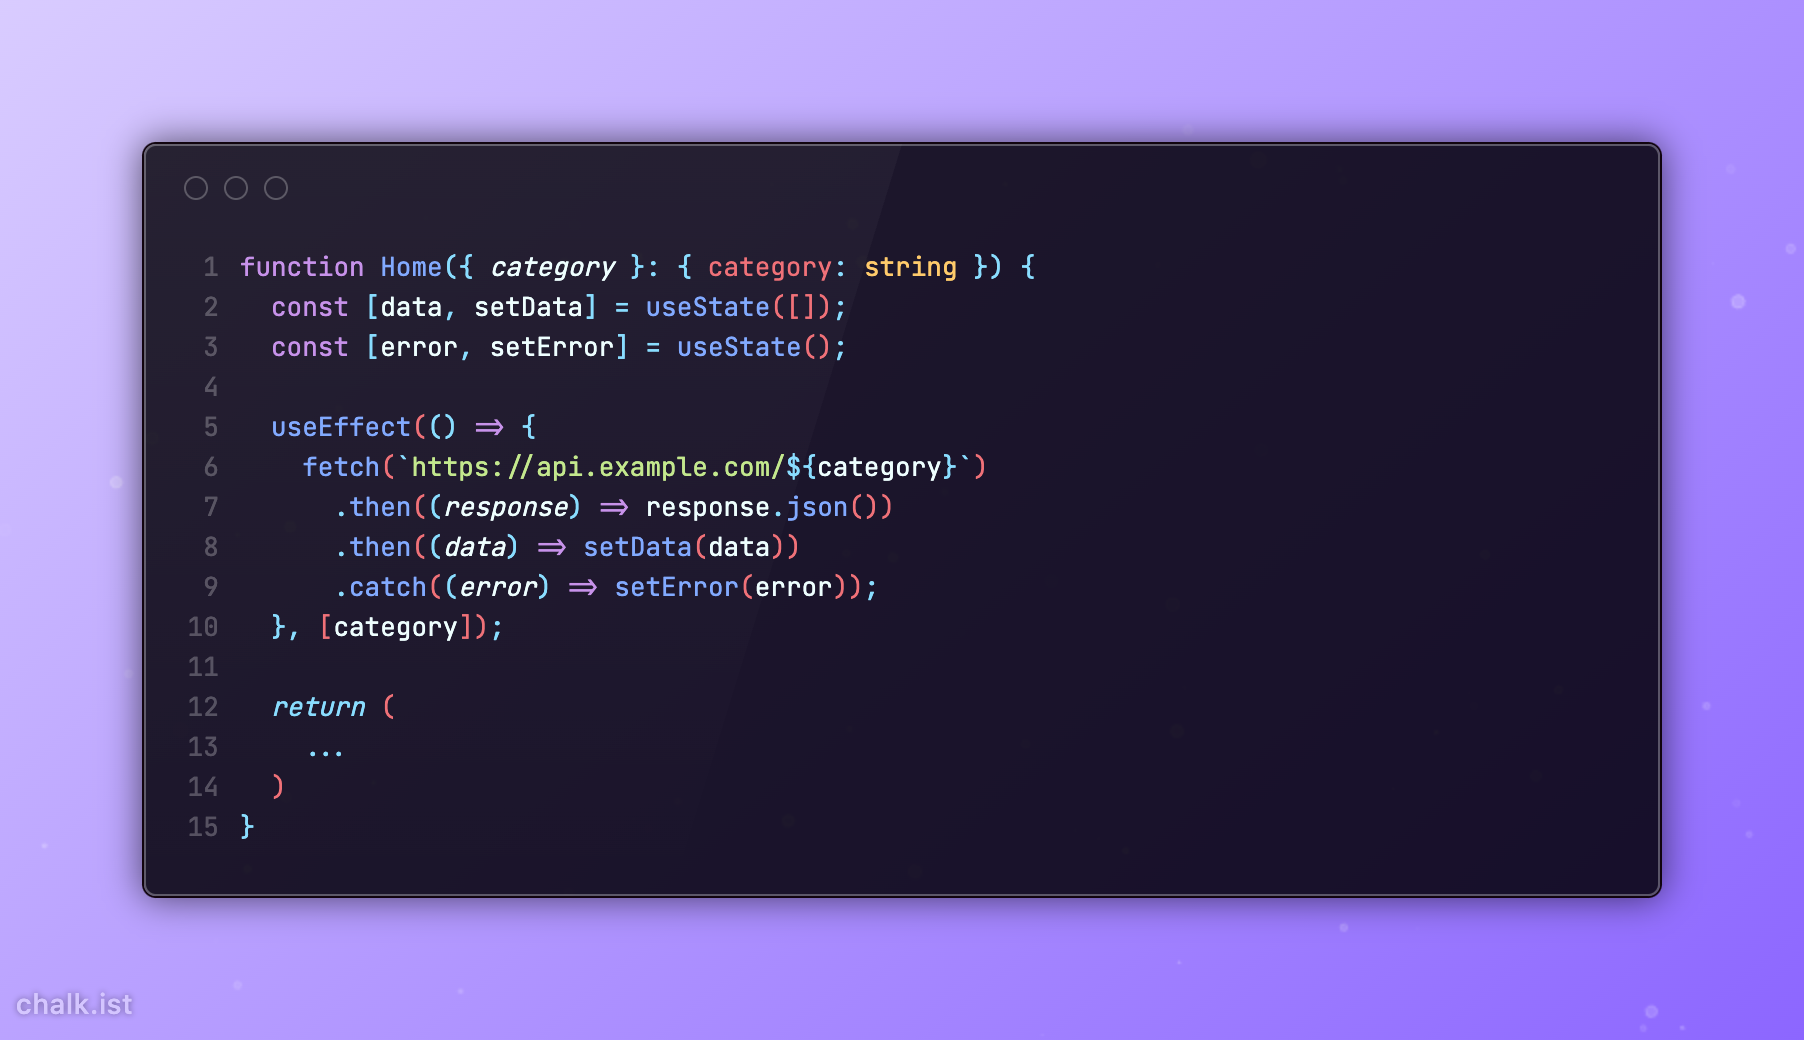 1 function Home({ category }: { category: string }) {
2   const [data, setData] = useState([]);
3   const [error, setError] = useState();
4
5   useEffect(() => {
6     fetch(`https://api.example.com/${category}`)
7       .then((response) => response.json())
8       .then((data) => setData(data))
9       .catch((error) => setError(error));
10   }, [category]);
11
12   return (
13     ...
14   )
15 }
chalk.ist